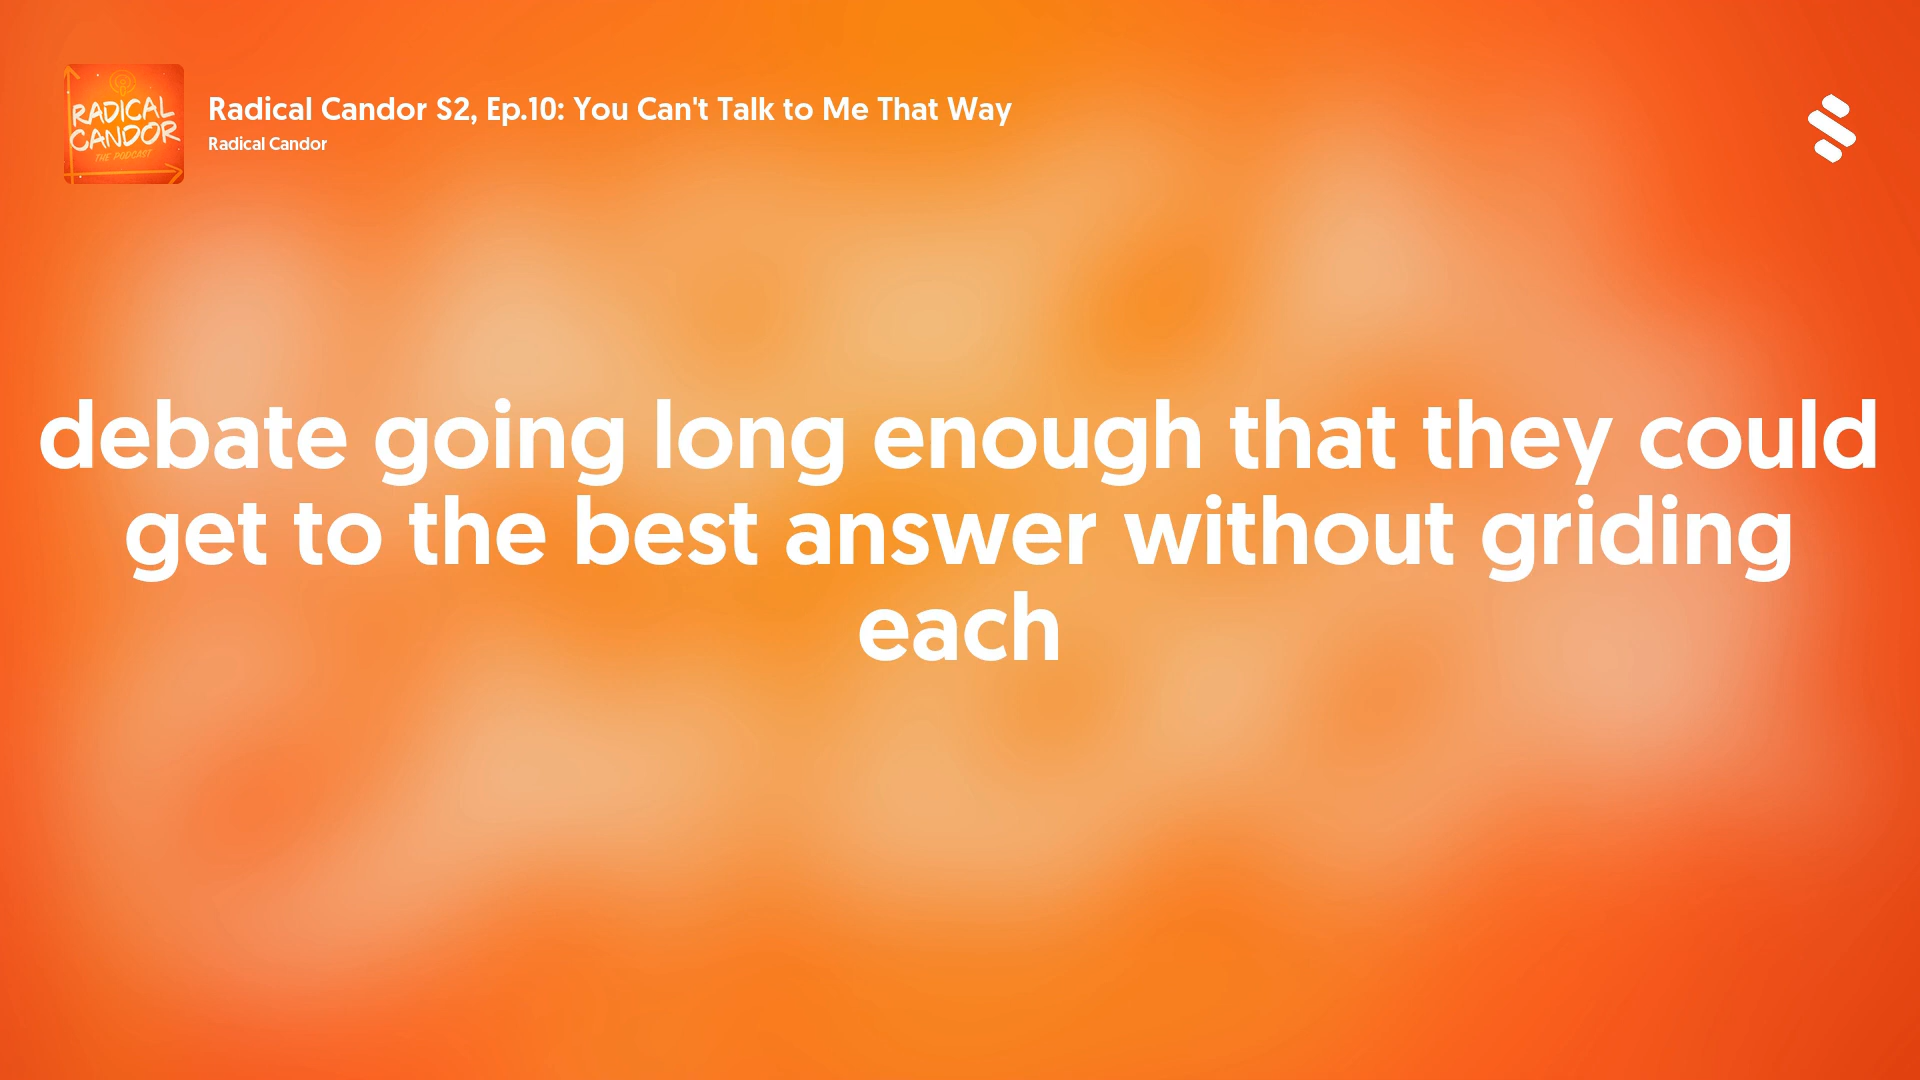 Radical Candor S2, Ep.10: You Can't Talk to Me That Way
Radical Candor
RADICAL
CANDOR
THE PODCAST
debate going long enough that they could
get to the best answer without griding
each